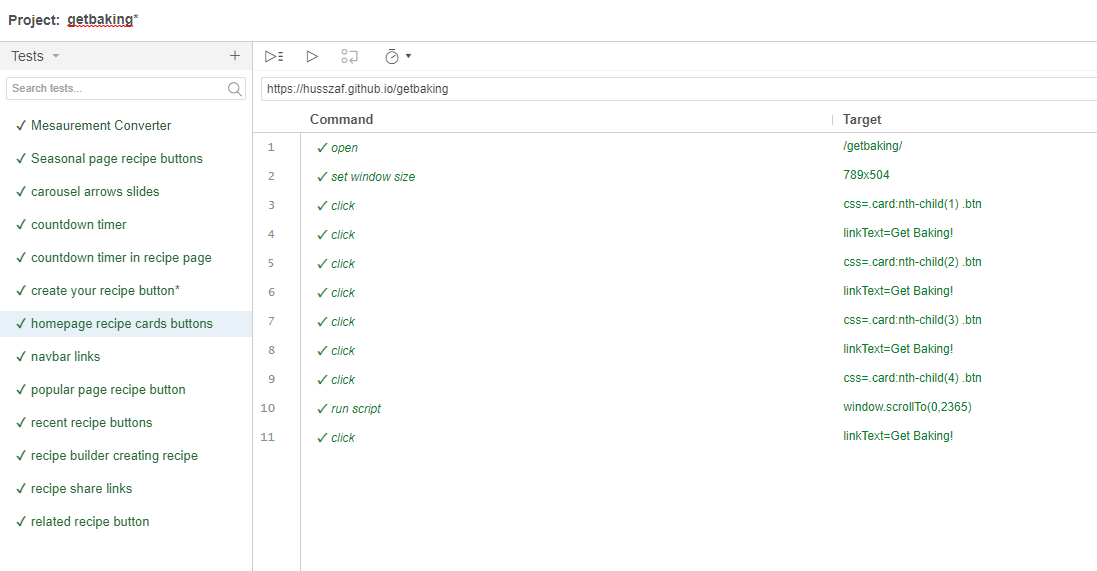 Project: getbaking*
Tests
+
Search tests...
✓ Mesaurement Converter
✓ Seasonal page recipe buttons
✓ carousel arrows slides
✓ countdown timer
✓ countdown timer in recipe page
✓ create your recipe button*
✓ homepage recipe cards buttons
✓ navbar links
✓ popular page recipe button
✓ recent recipe buttons
✓ recipe builder creating recipe
✓ recipe share links
✓ related recipe button
https://husszaf.github.io/getbaking
Command Target
1 ✓ open /getbaking/
2 ✓ set window size 789x504
3 ✓ click css=.card:nth-child(1) .btn
4 ✓ click linkText=Get Baking!
5 ✓ click css=.card:nth-child(2) .btn
6 ✓ click linkText=Get Baking!
7 ✓ click css=.card:nth-child(3) .btn
8 ✓ click linkText=Get Baking!
9 ✓ click css=.card:nth-child(4) .btn
10 ✓ run script window.scrollTo(0,2365)
11 ✓ click linkText=Get Baking!